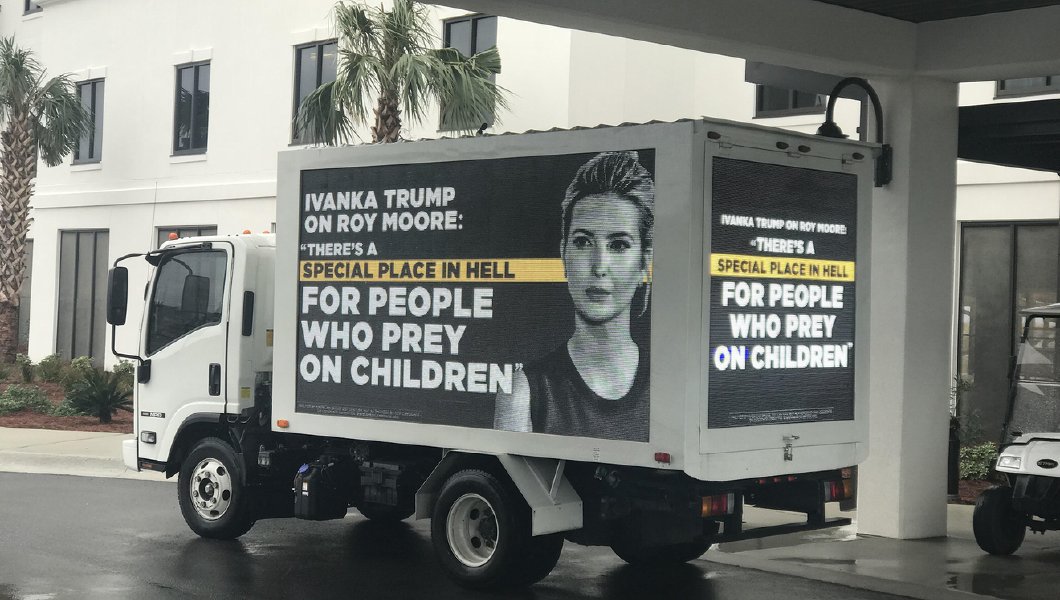 IVANKA TRUMP
ON ROY MOORE:
"THERE'S A
SPECIAL PLACE IN HELL
FOR PEOPLE
WHO PREY
ON CHILDREN"
IVANKA TRUMP ON ROY MOORE:
"THERE'S A
SPECIAL PLACE IN HELL
FOR PEOPLE
WHO PREY
ON CHILDREN"